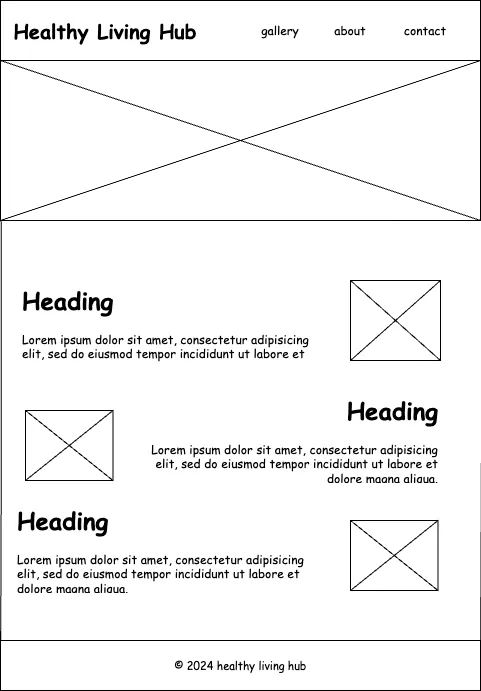 Healthy Living Hub
gallery about contact
Heading
Lorem ipsum dolor sit amet, consectetur adipisicing
elit, sed do eiusmod tempor incididunt ut labore et
Heading
Lorem ipsum dolor sit amet, consectetur adipisicing
elit, sed do eiusmod tempor incididunt ut labore et
dolore magna aliqua.
Heading
Lorem ipsum dolor sit amet, consectetur adipisicing
elit, sed do eiusmod tempor incididunt ut labore et
dolore magna aliqua.
© 2024 healthy living hub